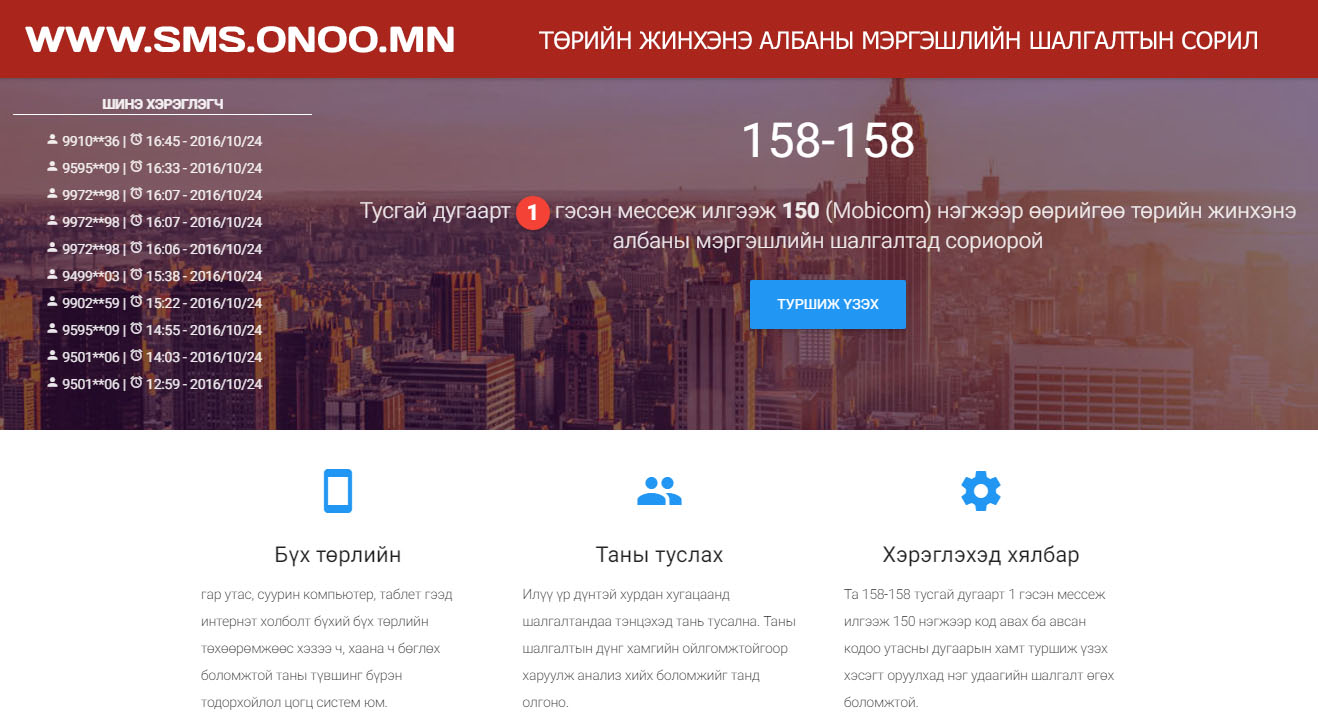 WWW.SMS.ONOO.MN
ТӨРИЙН ЖИНХЭНЭ АЛБАНЫ МЭРГЭШЛИЙН ШАЛГАЛТЫН СОРИЛ
ШИНЭ ХЭРЭГЛЭГЧ
9910**36 | 16:45 - 2016/10/24
9595**09 | 16:33 - 2016/10/24
9972**98 | 16:07 - 2016/10/24
9972**98 | 16:07 - 2016/10/24
9972**98 | 16:06 - 2016/10/24
9499**03 | 15:38 - 2016/10/24
9902**59 | 15:22 - 2016/10/24
9595**09 | 14:55 - 2016/10/24
9501**06 | 14:03 - 2016/10/24
9501**06 | 12:59 - 2016/10/24
158-158
Тусгай дугаарт 1 гэсэн мессеж илгээж 150 (Mobicom) нэгжээр өөрийгөө төрийн жинхэнэ
албаны мэргэшлийн шалгалтад сориорой
ТУРШИЖ ҮЗЭХ
Бүх төрлийн
гар утас, суурин компьютер, таблет гээд
интернэт холболт бүхий бүх төрлийн
төхөөрөмжөөс хэзээ ч, хаана ч бөглөх
боломжтой таны түвшинг бүрэн
тодорхойлол цогц систем юм.
Таны туслах
Илүү үр дүнтэй хурдан хугацаанд
шалгалтандаа тэнцэхэд тань тусална. Таны
шалгалтын дүнг хамгийн ойлгомжтойгоор
харуулж анализ хийх боломжийг танд
олгоно.
Хэрэглэхэд хялбар
Та 158-158 тусгай дугаарт 1 гэсэн мессеж
илгээж 150 нэгжээр код авах ба авсан
кодоо утасны дугаарын хамт туршиж үзэх
хэсэгт оруулхад нэг удаагийн шалгалт өгөх
боломжтой.